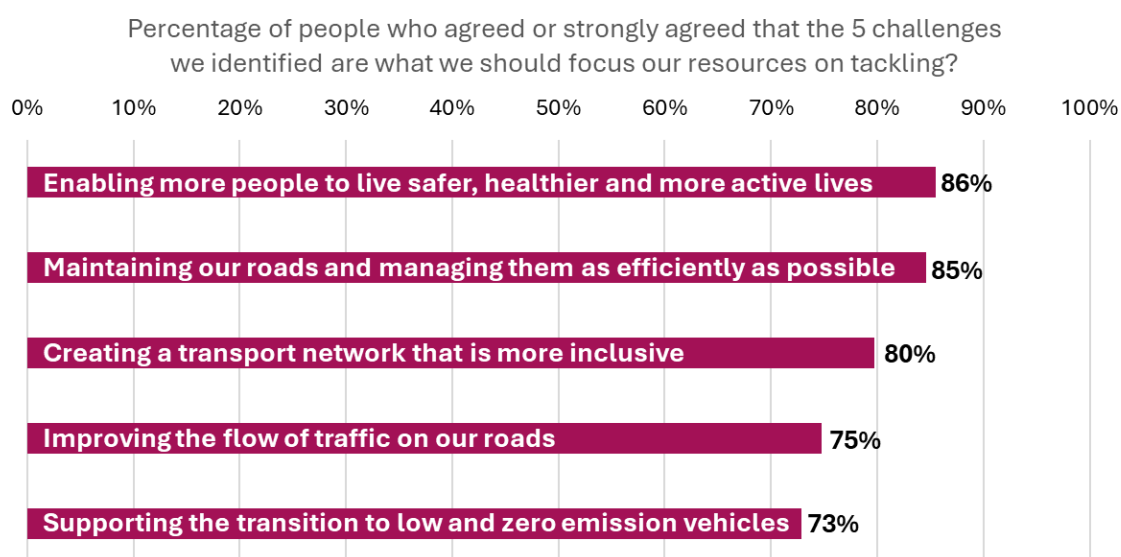 Percentage of people who agreed or strongly agreed that the 5 challenges
we identified are what we should focus our resources on tackling?
0% 10% 20% 30% 40% 50% 60% 70% 80% 90% 100%
Enabling more people to live safer, healthier and more active lives 86%
Maintaining our roads and managing them as efficiently as possible 85%
Creating a transport network that is more inclusive 80%
Improving the flow of traffic on our roads 75%
Supporting the transition to low and zero emission vehicles 73%